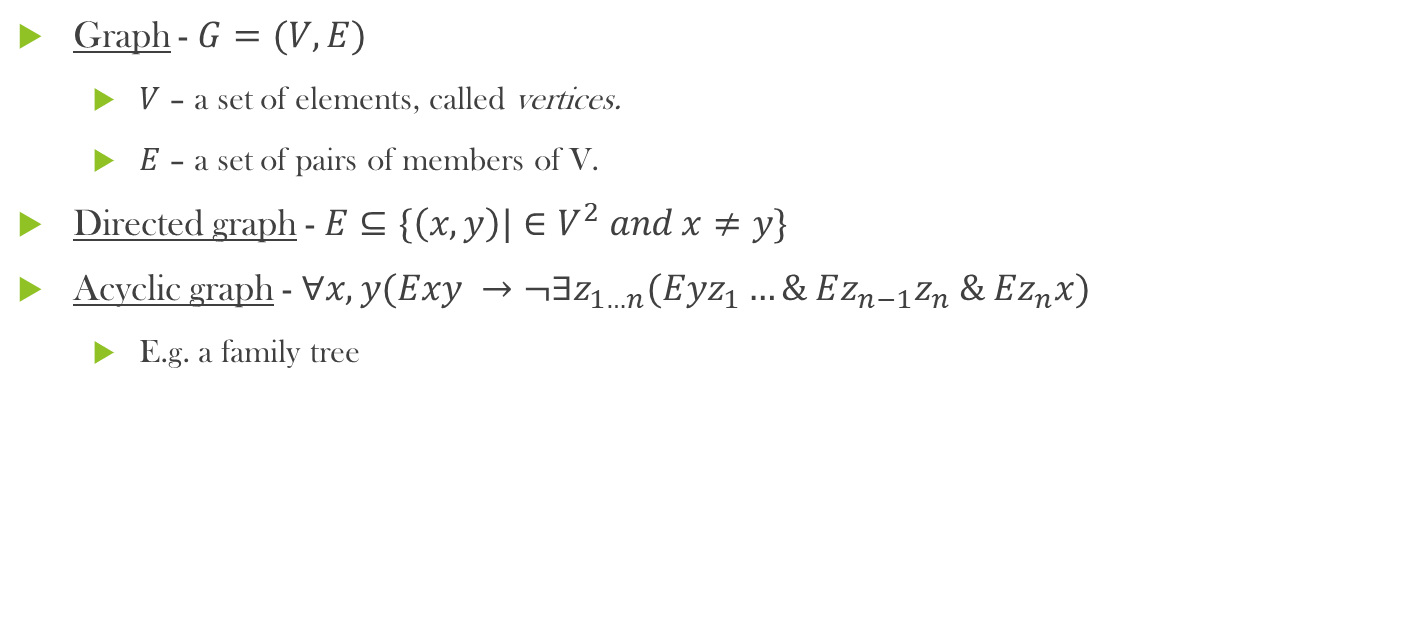 Graph - G = (V, E)
V – a set of elements, called vertices.
E – a set of pairs of members of V.
Directed graph - E ⊆ {(x, y)| ∈ V² and x ≠ y}
Acyclic graph - ∀x, y(Exy → ¬∃z₁…ₙ(Eyz₁ … & Ezₙ₋₁zₙ & Ezₙx)
E.g. a family tree